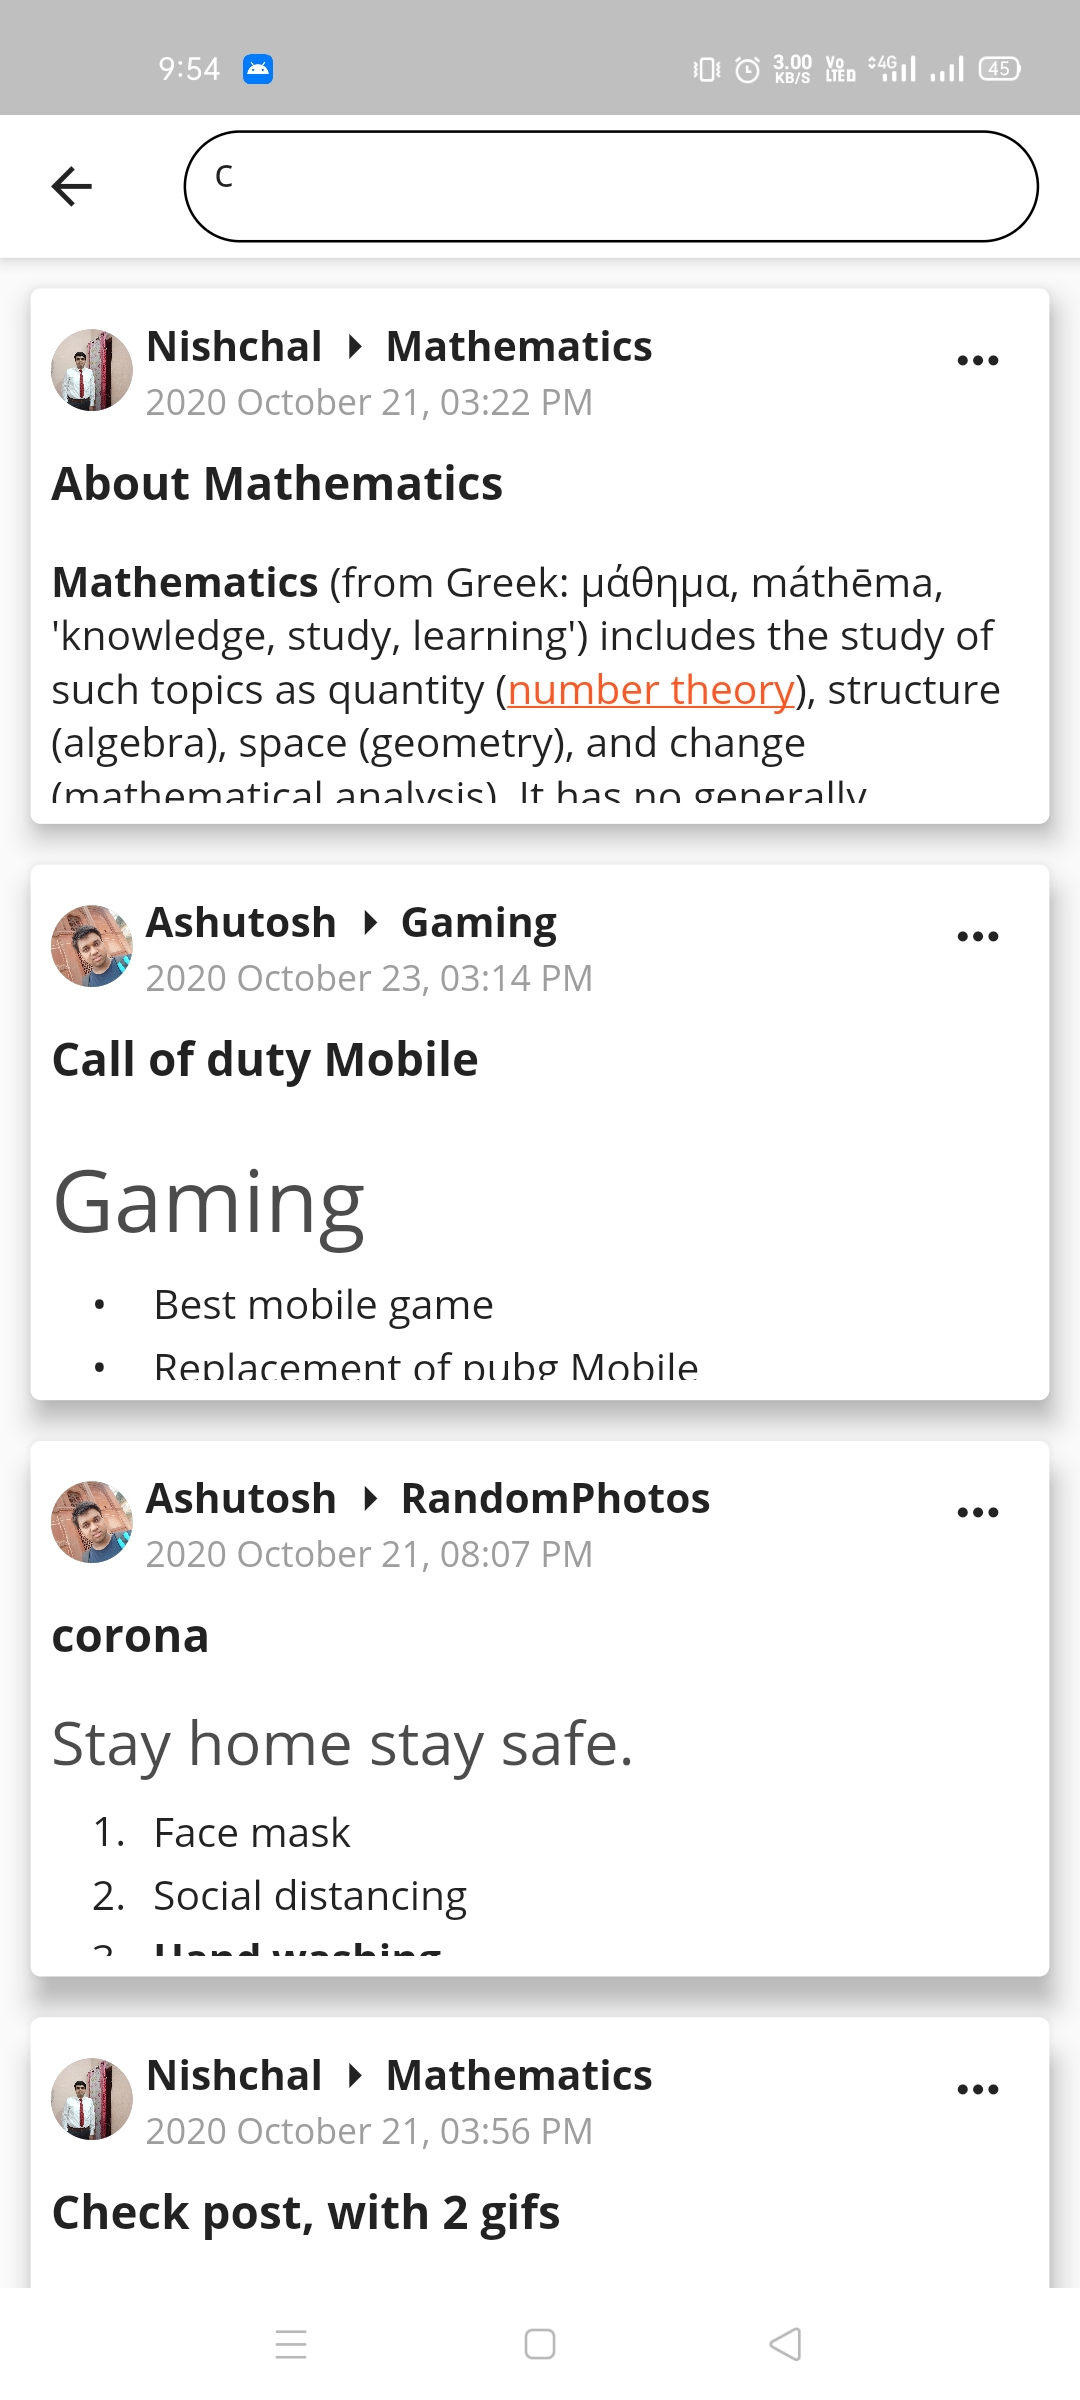 9:54
3.00 KB/S
Vo LTED
4G
45
c
Nishchal Mathematics
2020 October 21, 03:22 PM
About Mathematics
Mathematics (from Greek: μάθημα, máthēma,
'knowledge, study, learning') includes the study of
such topics as quantity (number theory), structure
(algebra), space (geometry), and change
(mathematical analysis). It has no generally
Ashutosh Gaming
2020 October 23, 03:14 PM
Call of duty Mobile
Gaming
• Best mobile game
• Replacement of pubg Mobile
Ashutosh RandomPhotos
2020 October 21, 08:07 PM
corona
Stay home stay safe.
1. Face mask
2. Social distancing
3. Hand washing
Nishchal Mathematics
2020 October 21, 03:56 PM
Check post, with 2 gifs